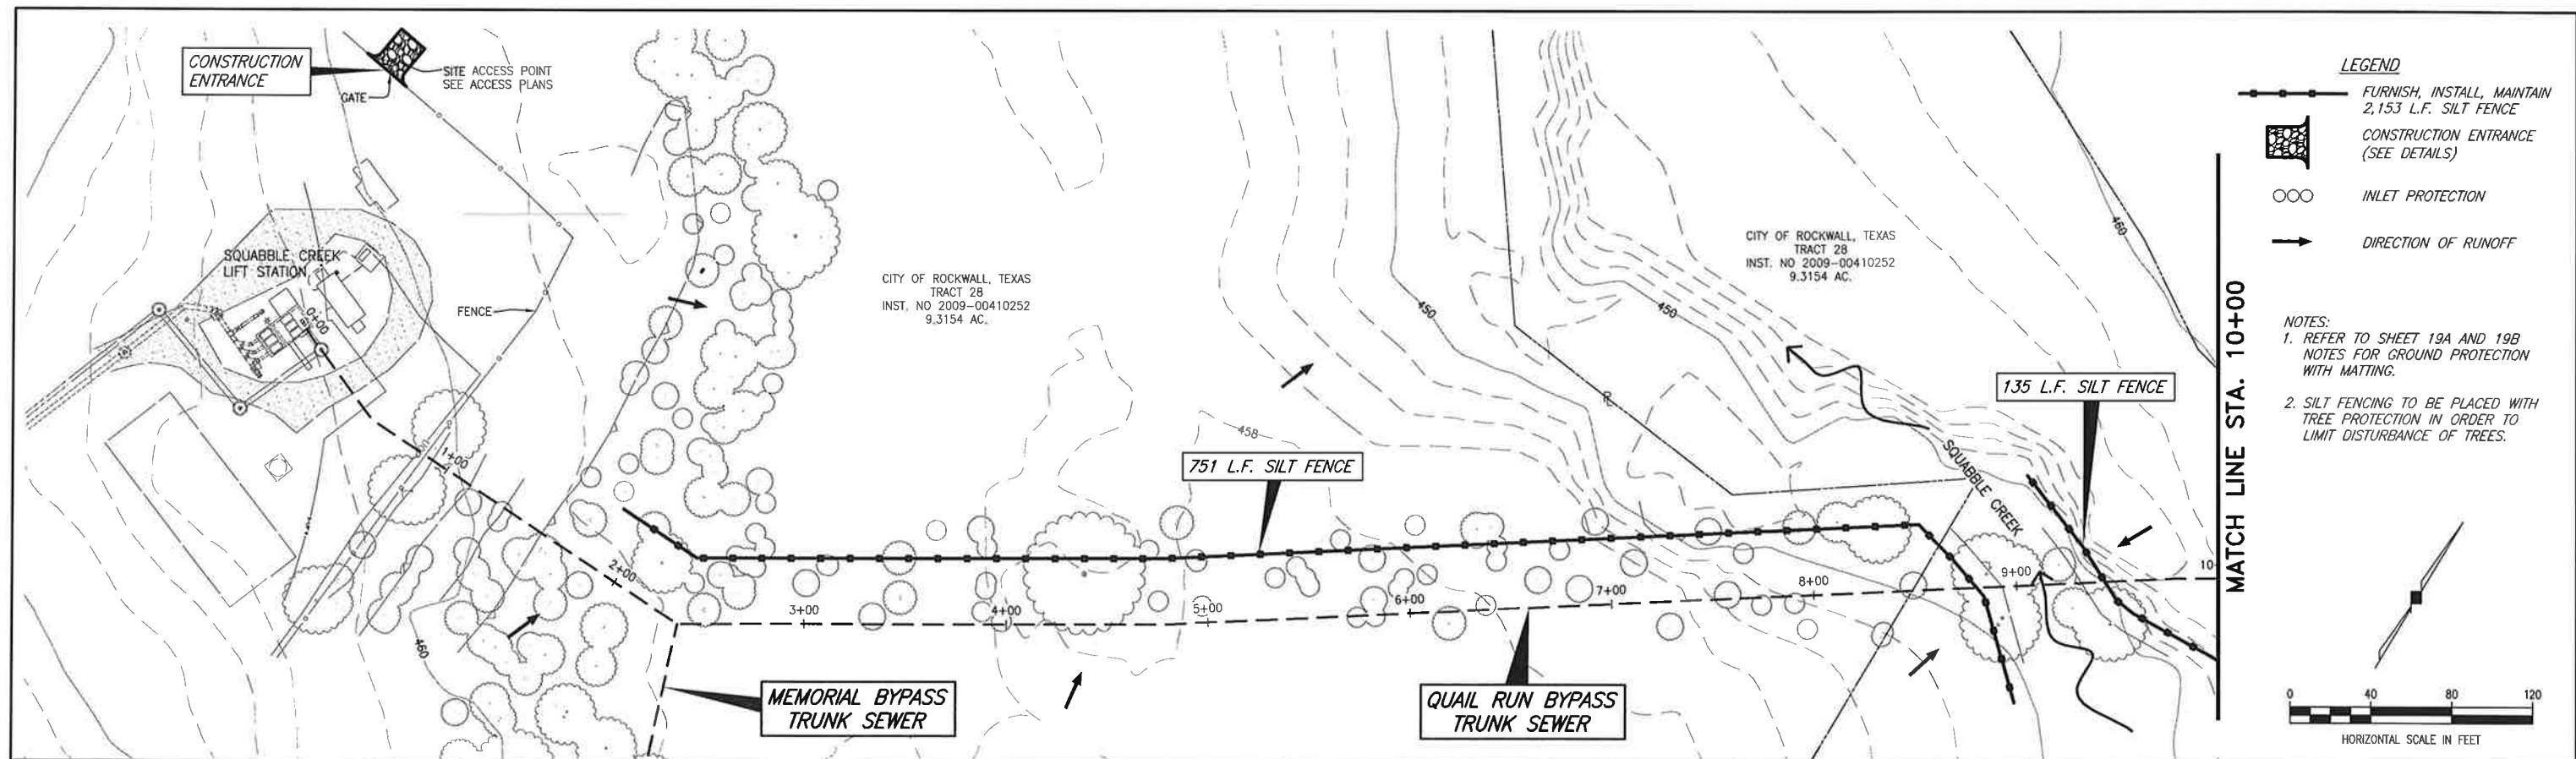 CONSTRUCTION
ENTRANCE
SITE ACCESS POINT
SEE ACCESS PLANS
GATE
SQUABBLE CREEK
LIFT STATION
0+00
FENCE
1+00
2+00
460
CITY OF ROCKWALL, TEXAS
TRACT 28
INST. NO 2009-00410252
9.3154 AC.
458
751 L.F. SILT FENCE
3+00
4+00
5+00
6+00
7+00
8+00
9+00
10
MEMORIAL BYPASS
TRUNK SEWER
QUAIL RUN BYPASS
TRUNK SEWER
450
450
CITY OF ROCKWALL, TEXAS
TRACT 28
INST. NO 2009-00410252
9.3154 AC.
460
SQUABBLE CREEK
135 L.F. SILT FENCE
MATCH LINE STA. 10+00
LEGEND
FURNISH, INSTALL, MAINTAIN
2,153 L.F. SILT FENCE
CONSTRUCTION ENTRANCE
(SEE DETAILS)
INLET PROTECTION
DIRECTION OF RUNOFF
NOTES:
1. REFER TO SHEET 19A AND 19B
NOTES FOR GROUND PROTECTION
WITH MATTING.
2. SILT FENCING TO BE PLACED WITH
TREE PROTECTION IN ORDER TO
LIMIT DISTURBANCE OF TREES.
0 40 80 120
HORIZONTAL SCALE IN FEET